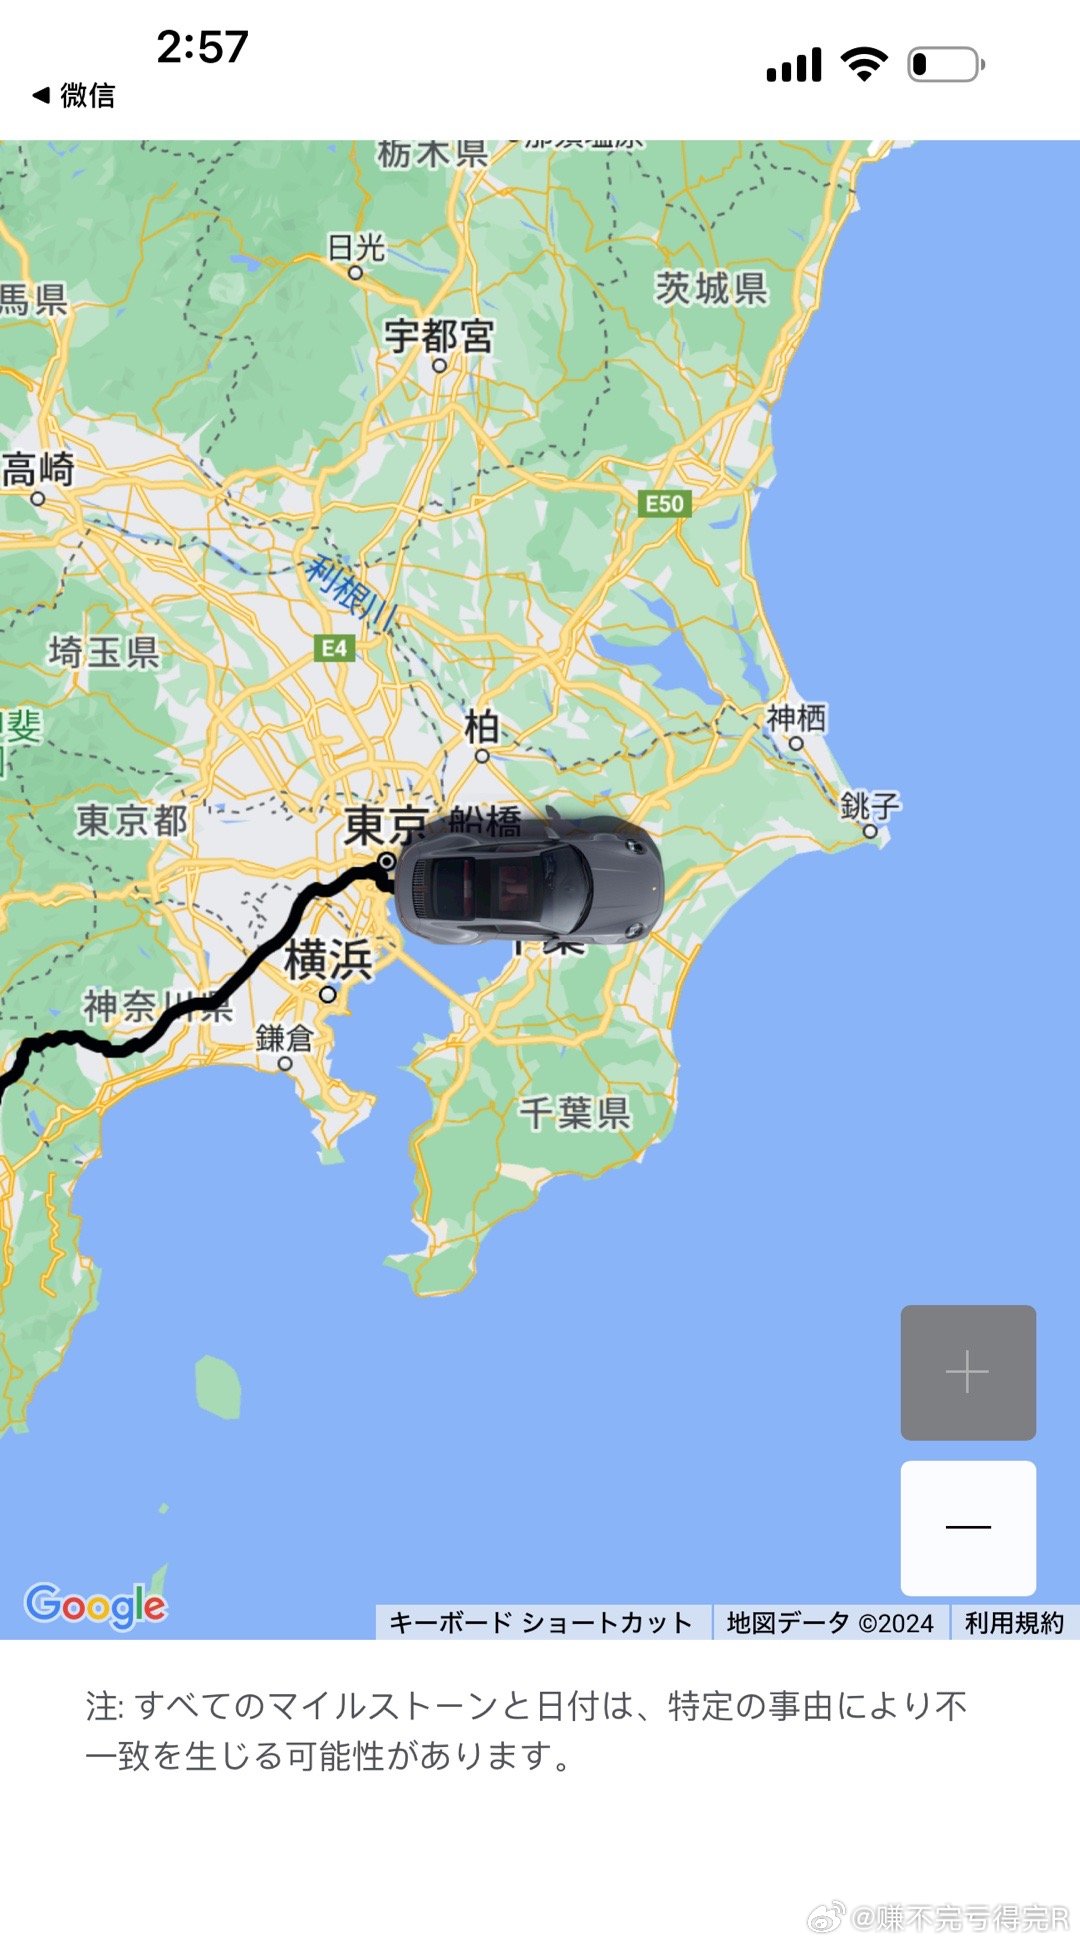 2:57
◀ 微信
栃木県
那須塩原
日光
茨城県
馬県
宇都宮
高崎
E50
利根川
埼玉県
E4
斐
柏
神栖
東京都
東京
船橋
銚子
千葉
横浜
神奈川県
鎌倉
千葉県
Google
キーボード ショートカット
地図データ ©2024
利用規約
注: すべてのマイルストーンと日付は、特定の事由により不
一致を生じる可能性があります。
@赚不完亏得完R